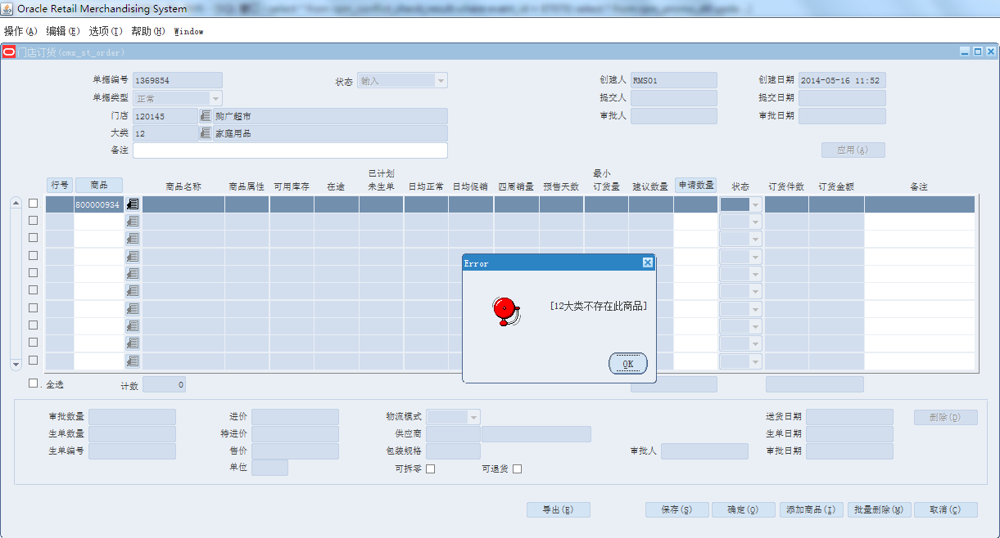 Oracle Retail Merchandising System
操作(A) 编辑(E) 选项(I) 帮助(H) Window
门店订货(cmx_st_order)
单据编号 1369854 状态 输入 创建人 RMS01 创建日期 2014-05-16 11:52
单据类型 正常 提交人 提交日期
门店 120145 购广超市 审批人 审批日期
大类 12 家庭用品
备注 应用(A)
已计划 最小
行号 商品 商品名称 商品属性 可用库存 在途 未生单 日均正常 日均促销 四周销量 预售天数 订货量 建议数量 申请数量 状态 订货件数 订货金额 备注
800000934
Error
[12大类不存在此商品]
OK
. 全选 计数 0
审批数量 进价 物流模式 送货日期 删除(D)
生单数量 特进价 供应商 生单日期
生单编号 售价 包装规格 审批人 审批日期
单位 可拆零 可退货
导出(E) 保存(S) 确定(O) 添加商品(I) 批量删除(M) 取消(C)